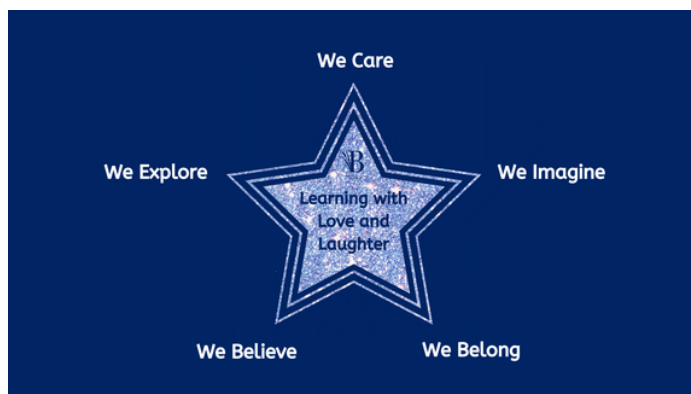 We Care
We Explore
We Imagine
B
Learning with
Love and
Laughter
We Believe
We Belong